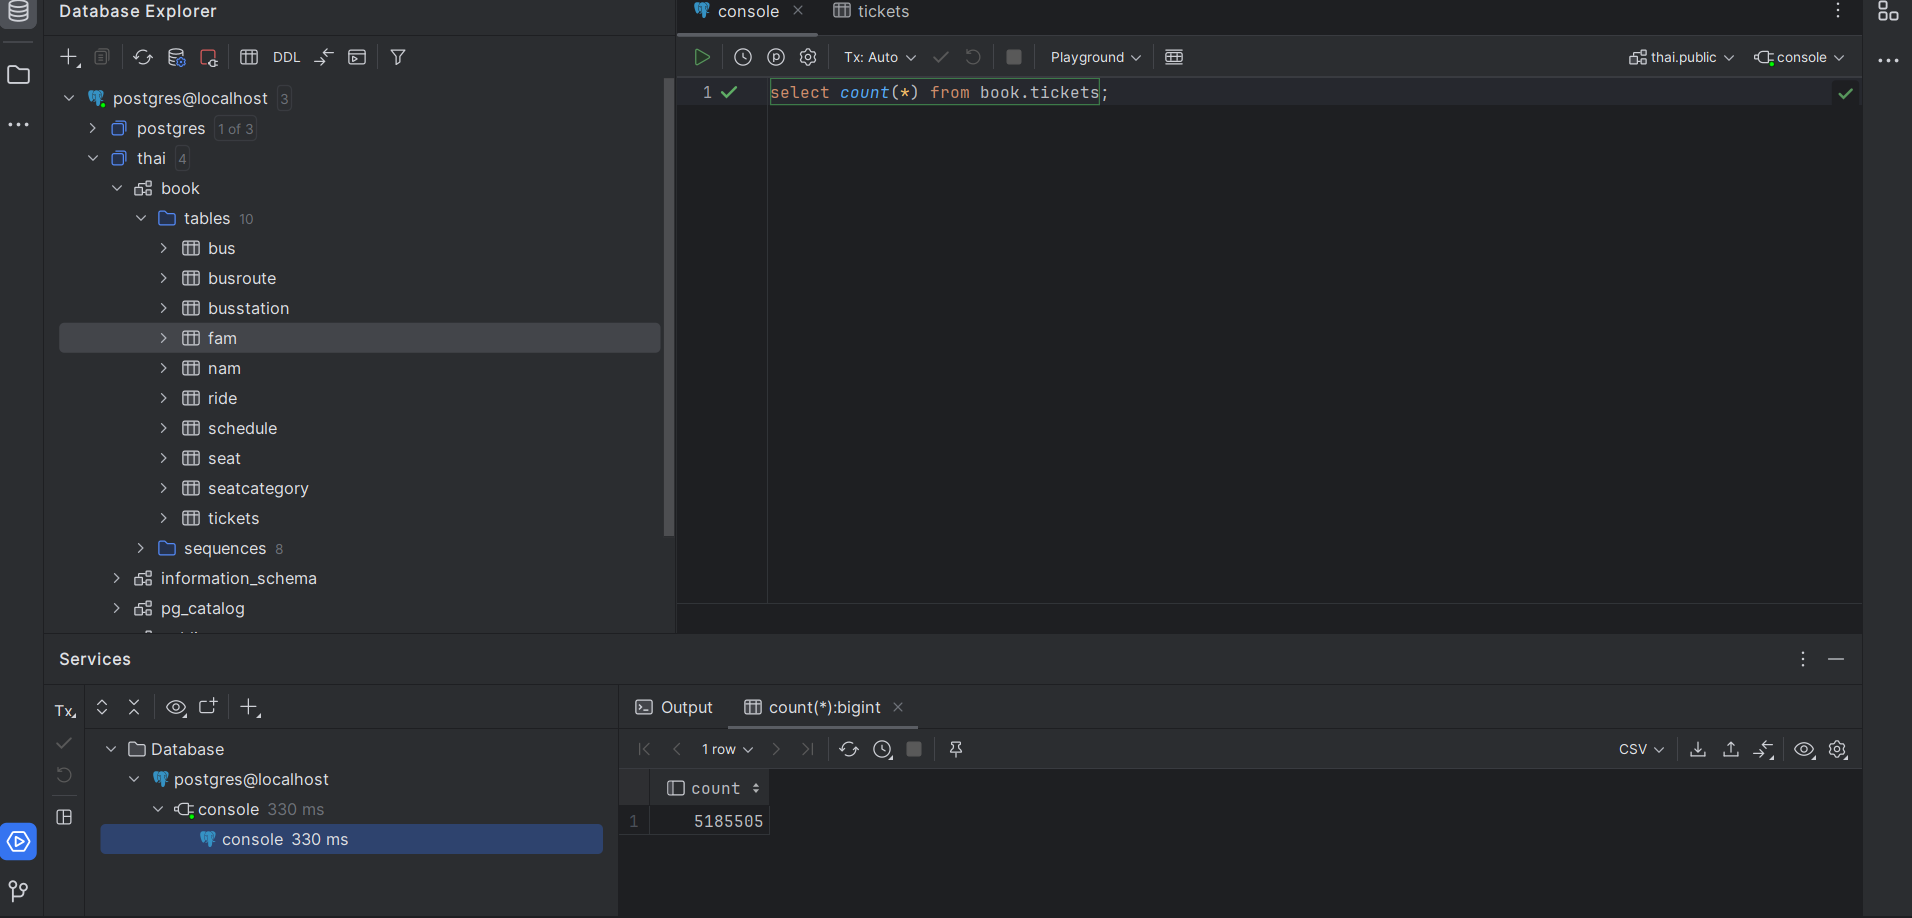 Database Explorer
console
tickets
DDL
Tx: Auto
Playground
thai.public
console
postgres@localhost 3
postgres 1 of 3
thai 4
book
tables 10
bus
busroute
busstation
fam
nam
ride
schedule
seat
seatcategory
tickets
sequences 8
information_schema
pg_catalog
1
select count(*) from book.tickets;
Services
Tx
Database
postgres@localhost
console 330 ms
console 330 ms
Output
count(*):bigint
1 row
CSV
count
1
5185505